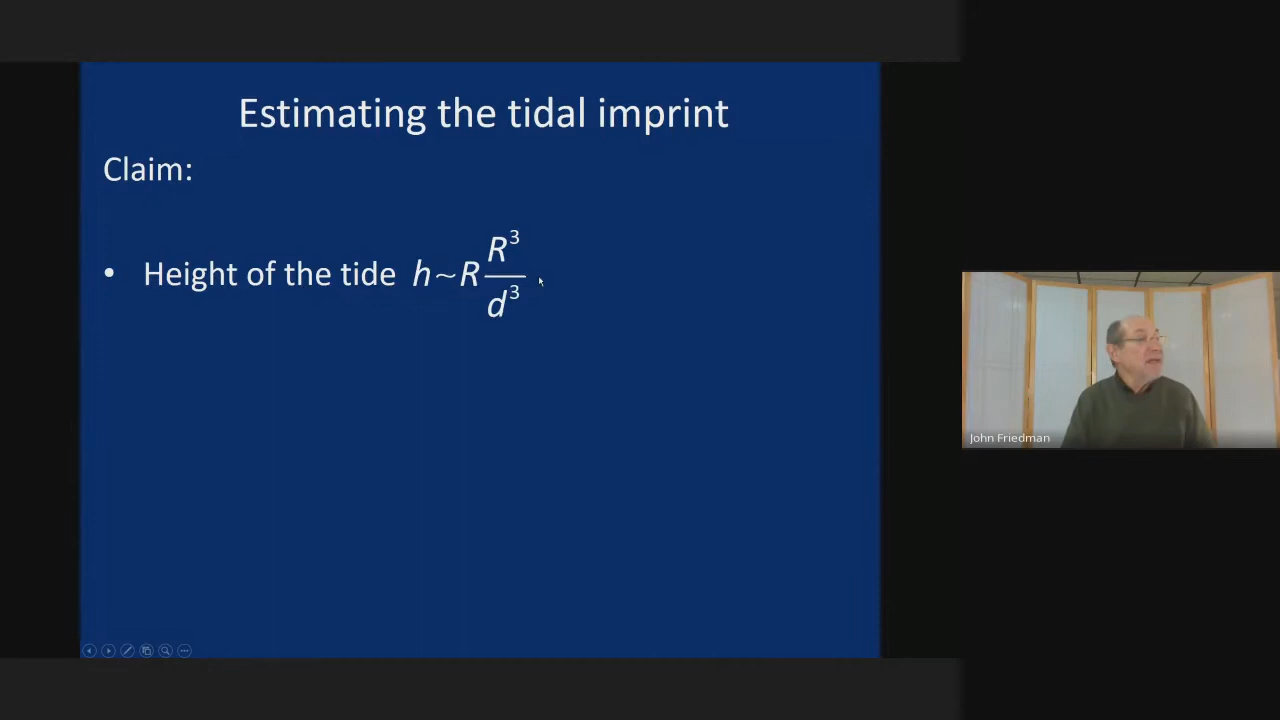 Estimating the tidal imprint
Claim:
• Height of the tide h~R R³/d³
John Friedman